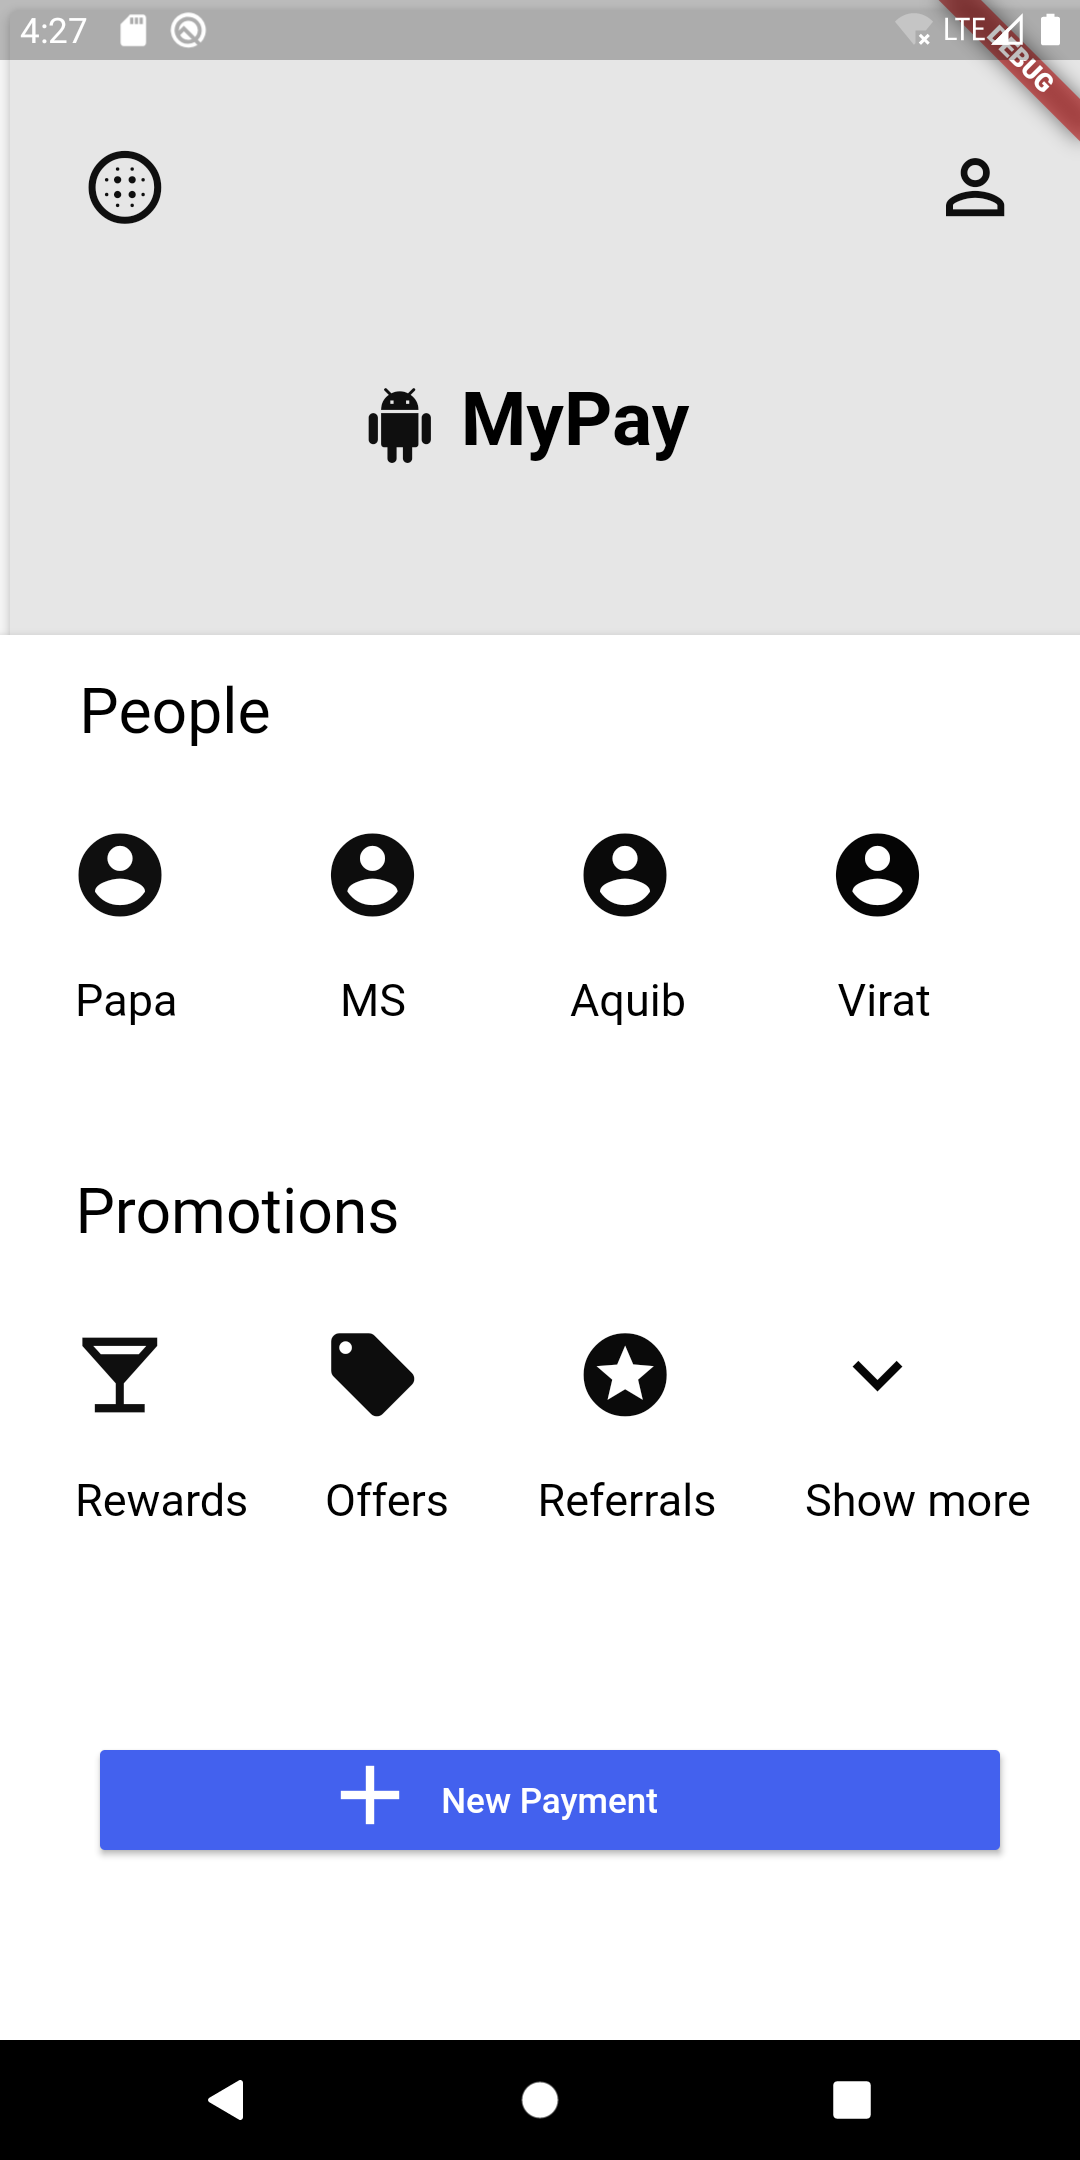 4:27 LTE
DEBUG
MyPay
People
Papa MS Aquib Virat
Promotions
Rewards Offers Referrals Show more
New Payment